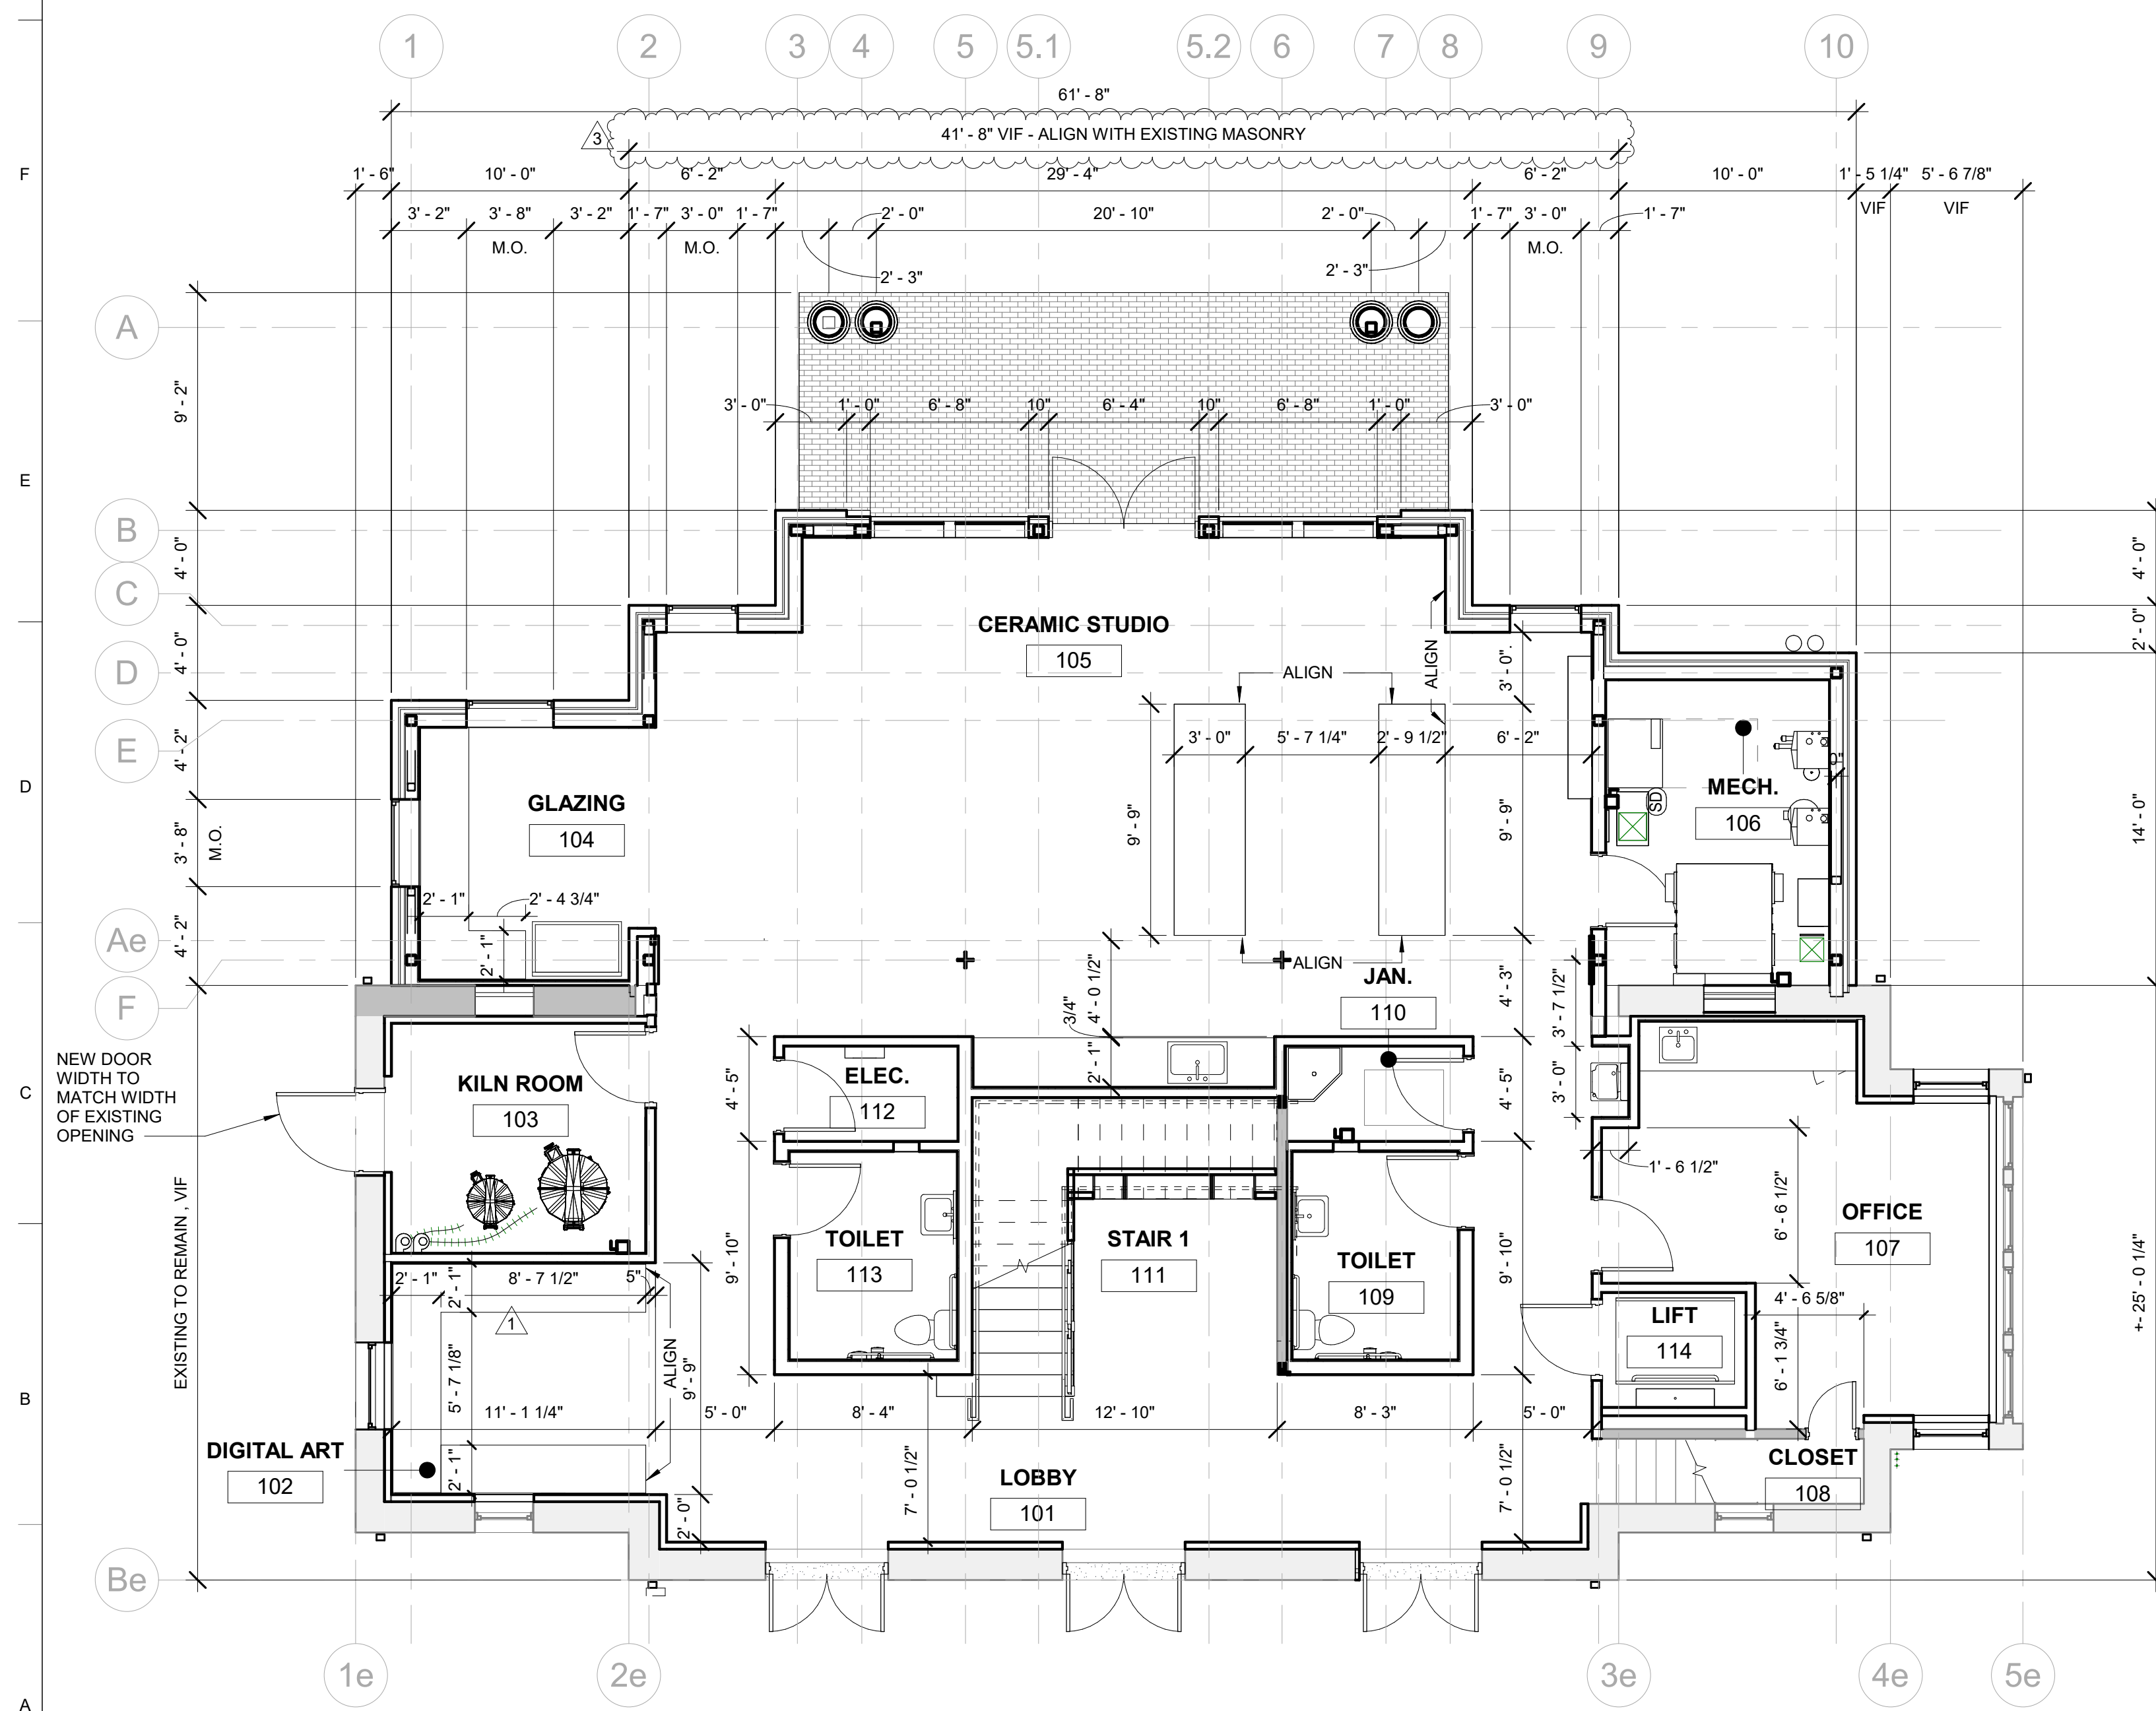 1 2 3 4 5 5.1 5.2 6 7 8 9 10
61' - 8"
3 41' - 8" VIF - ALIGN WITH EXISTING MASONRY
F
1' - 6" 10' - 0" 6' - 2" 29' - 4" 6' - 2" 10' - 0" 1' - 5 1/4" 5' - 6 7/8"
VIF VIF
3' - 2" 3' - 8" 3' - 2" 1' - 7" 3' - 0" 1' - 7" 2' - 0" 20' - 10" 2' - 0" 1' - 7" 3' - 0" 1' - 7"
M.O. M.O. M.O.
2' - 3" 2' - 3"
A
9' - 2"
3' - 0" 1' - 0" 6' - 8" 10" 6' - 4" 10" 6' - 8" 1' - 0" 3' - 0"
E
B
4' - 0" 4' - 0"
C
2' - 0"
CERAMIC STUDIO
105
4' - 0"
D
ALIGN
ALIGN
3' - 0".
E
4' - 2"
3' - 0" 5' - 7 1/4" 2' - 9 1/2" 6' - 2"
D
MECH.
106
SD
GLAZING
104
3' - 8"
M.O.
9' - 9" 9' - 9"
14' - 0"
2' - 1" 2' - 4 3/4"
2' - 1"
Ae
4' - 2"
ALIGN
JAN.
110
F
3/4"
4' - 0 1/2"
4' - 3"
3' - 7 1/2"
NEW DOOR
WIDTH TO
MATCH WIDTH
OF EXISTING
OPENING
C
KILN ROOM
103
4' - 5"
ELEC.
112
2' - 1"
4' - 5"
3' - 0"
1' - 6 1/2"
EXISTING TO REMAIN , VIF
6' - 6 1/2"
OFFICE
107
9' - 10"
TOILET
113
STAIR 1
111
TOILET
109
9' - 10"
+- 25' - 0 1/4"
2' - 1" 2' - 1" 8' - 7 1/2" 5"
1
4' - 6 5/8"
LIFT
114
5' - 7 1/8"
ALIGN
9' - 9"
6' - 1 3/4"
B
11' - 1 1/4" 5' - 0" 8' - 4" 12' - 10" 8' - 3" 5' - 0"
DIGITAL ART
102
2' - 1"
LOBBY
101
CLOSET
108
2' - 0"
7' - 0 1/2" 7' - 0 1/2"
Be
1e 2e 3e 4e 5e
A